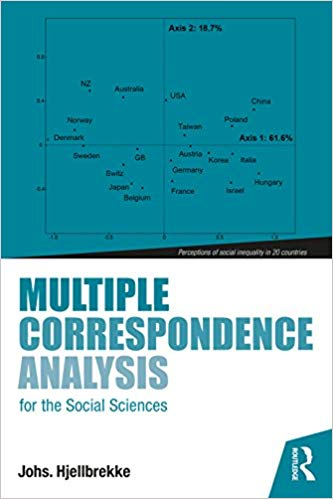 Axis 2: 18.7%
0.8
NZ
Australia
USA
China
0.4
Norway
Taiwan
Poland
Denmark
Axis 1: 61.6%
0
Sweden
GB
Austria
Korea
Italia
Switz
Germany
Hungary
-0.4
Japan
France
Israel
Belgium
-1.0
-0.5
0
0.5
1.0
Perceptions of social inequality in 20 countries
MULTIPLE
CORRESPONDENCE
ANALYSIS
for the Social Sciences
Johs. Hjellbrekke
ROUTLEDGE